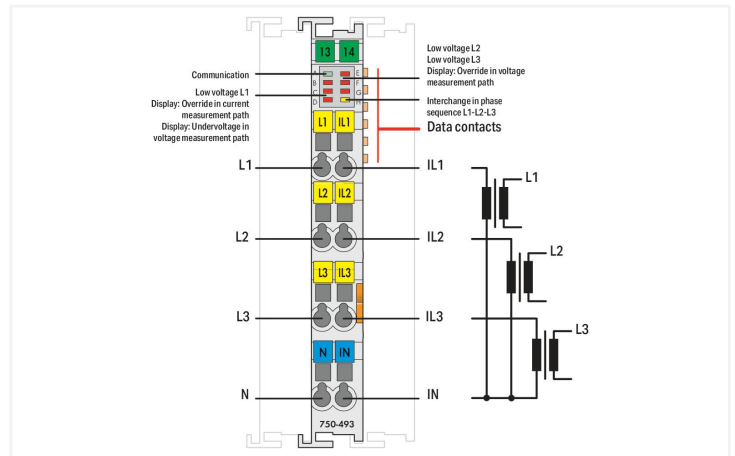 13 14
Communication
A
B
C
D
E
F
G
H
Low voltage L1
Display: Override in current
measurement path
Display: Undervoltage in
voltage measurement path
Low voltage L2
Low voltage L3
Display: Override in voltage
measurement path
Interchange in phase
sequence L1-L2-L3
Data contacts
L1 IL1
L1
IL1
L1
L2 IL2
L2
IL2
L2
L3 IL3
L3
IL3
L3
N IN
N
IN
750-493